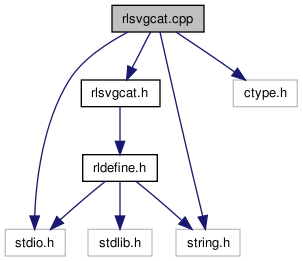 rlsvgcat.cpp
rlsvgcat.h
ctype.h
rldefine.h
stdio.h
stdlib.h
string.h